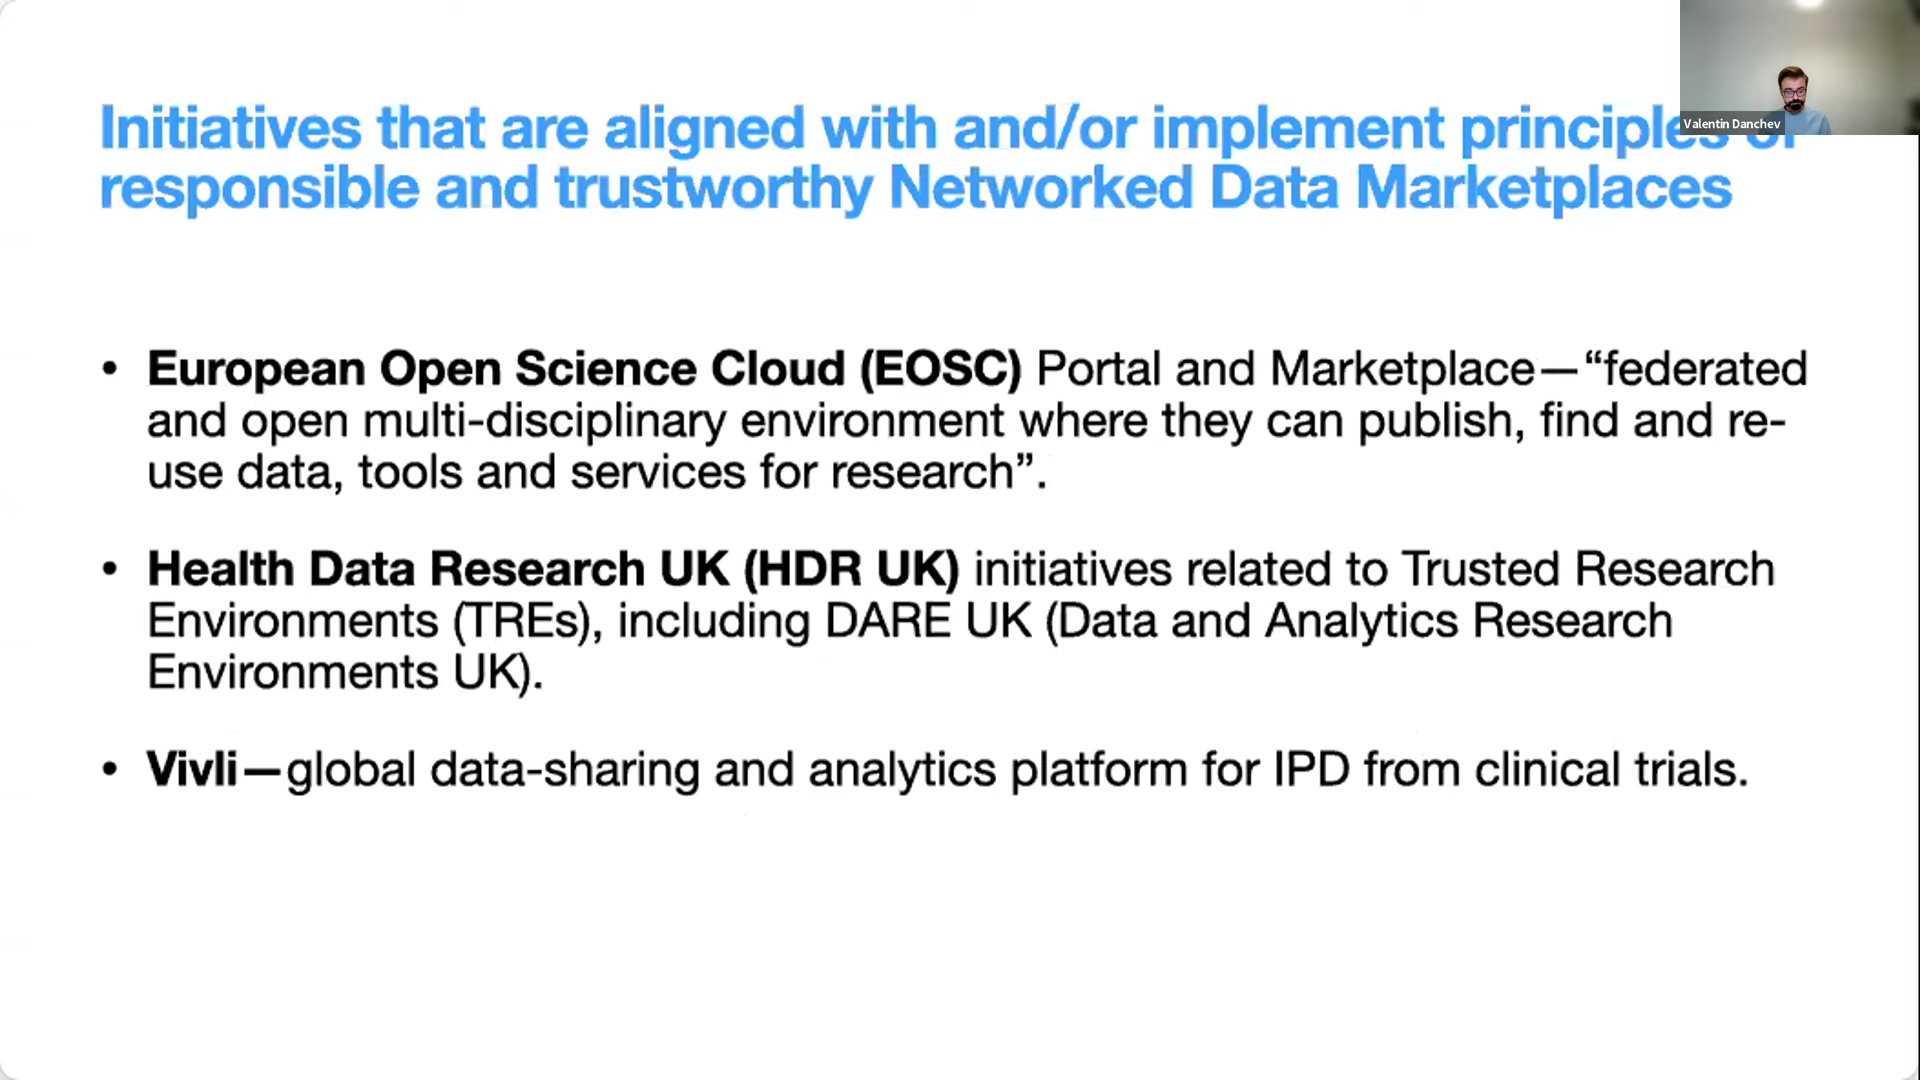 Initiatives that are aligned with and/or implement principles of
responsible and trustworthy Networked Data Marketplaces
Valentin Danchev
• European Open Science Cloud (EOSC) Portal and Marketplace—“federated
and open multi-disciplinary environment where they can publish, find and re-
use data, tools and services for research”.
• Health Data Research UK (HDR UK) initiatives related to Trusted Research
Environments (TREs), including DARE UK (Data and Analytics Research
Environments UK).
• Vivli—global data-sharing and analytics platform for IPD from clinical trials.